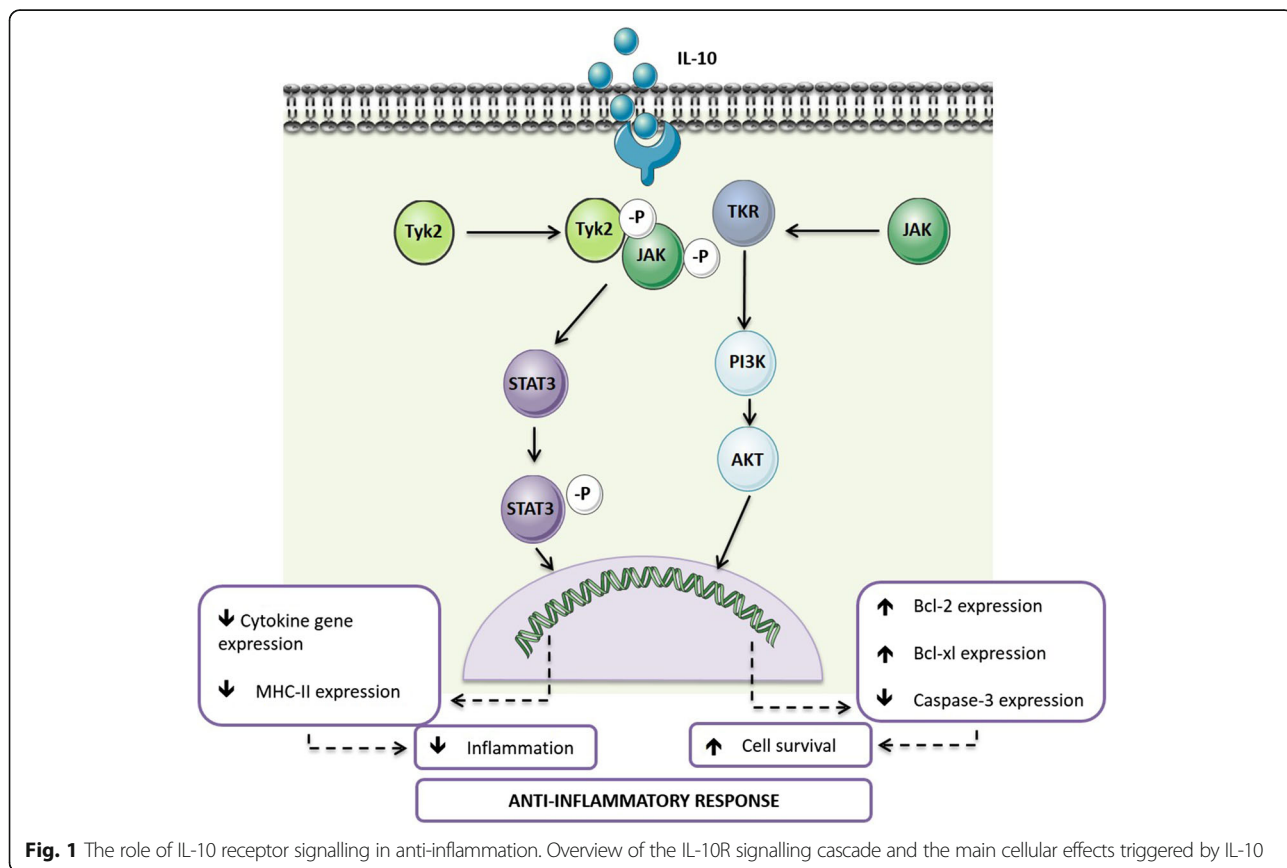 IL-10
Tyk2
Tyk2
-P
JAK
-P
TKR
JAK
STAT3
PI3K
STAT3
-P
AKT
↓ Cytokine gene
expression
↓ MHC-II expression
↑ Bcl-2 expression
↑ Bcl-xl expression
↓ Caspase-3 expression
↓ Inflammation
↑ Cell survival
ANTI-INFLAMMATORY RESPONSE
Fig. 1 The role of IL-10 receptor signalling in anti-inflammation. Overview of the IL-10R signalling cascade and the main cellular effects triggered by IL-10